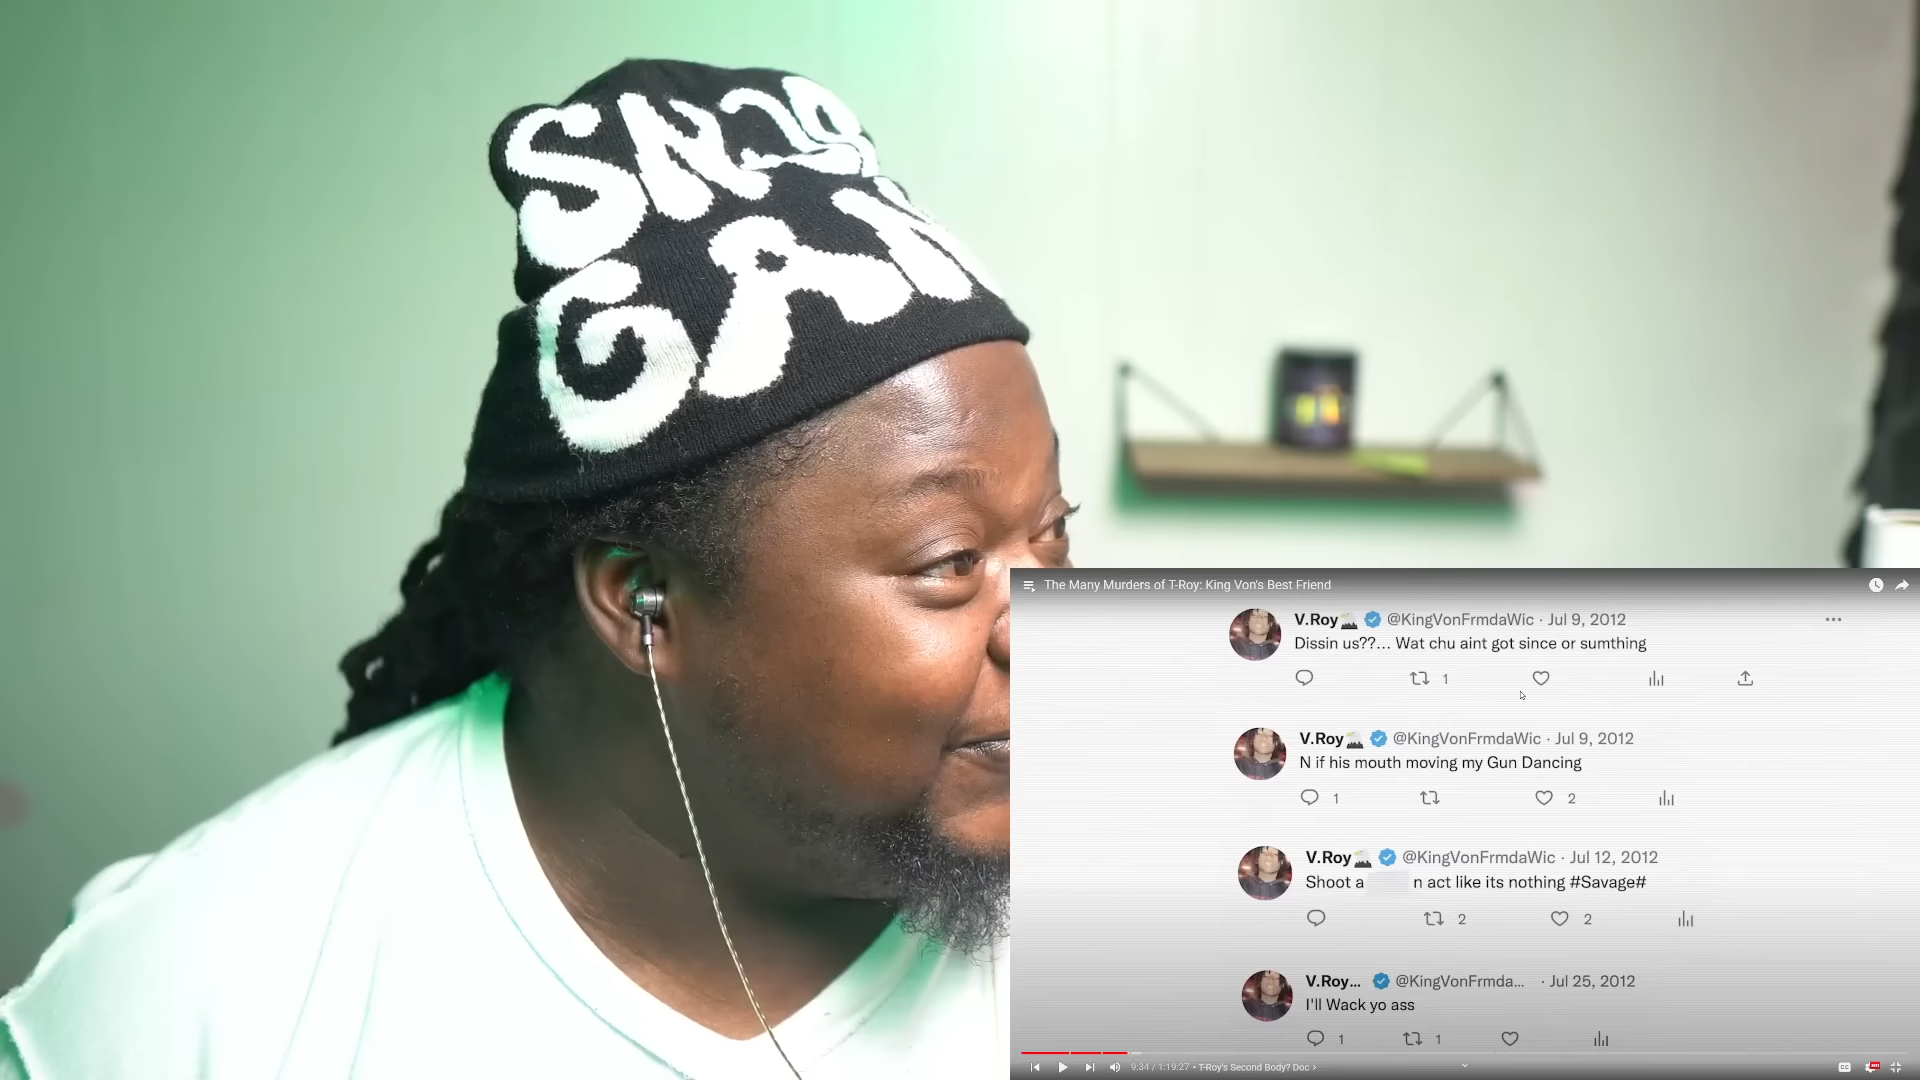 SN
GAN
The Many Murders of T-Roy: King Von's Best Friend
V.Roy @KingVonFrmdaWic · Jul 9, 2012
Dissin us??... Wat chu aint got since or sumthing
1
V.Roy @KingVonFrmdaWic · Jul 9, 2012
N if his mouth moving my Gun Dancing
1 2
V.Roy @KingVonFrmdaWic · Jul 12, 2012
Shoot a n act like its nothing #Savage#
2 2
V.Roy... @KingVonFrmda... · Jul 25, 2012
I'll Wack yo ass
1 1
9:34 / 1:19:27 • T-Roy's Second Body? Doc >